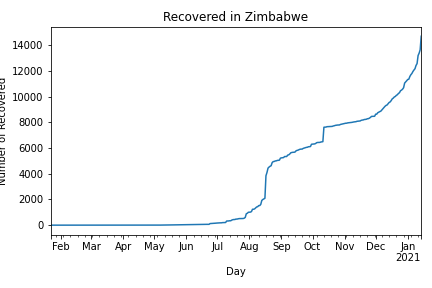 Recovered in Zimbabwe
Number of Recovered
14000
12000
10000
8000
6000
4000
2000
0
Feb Mar Apr May Jun Jul Aug Sep Oct Nov Dec Jan
2021
Day